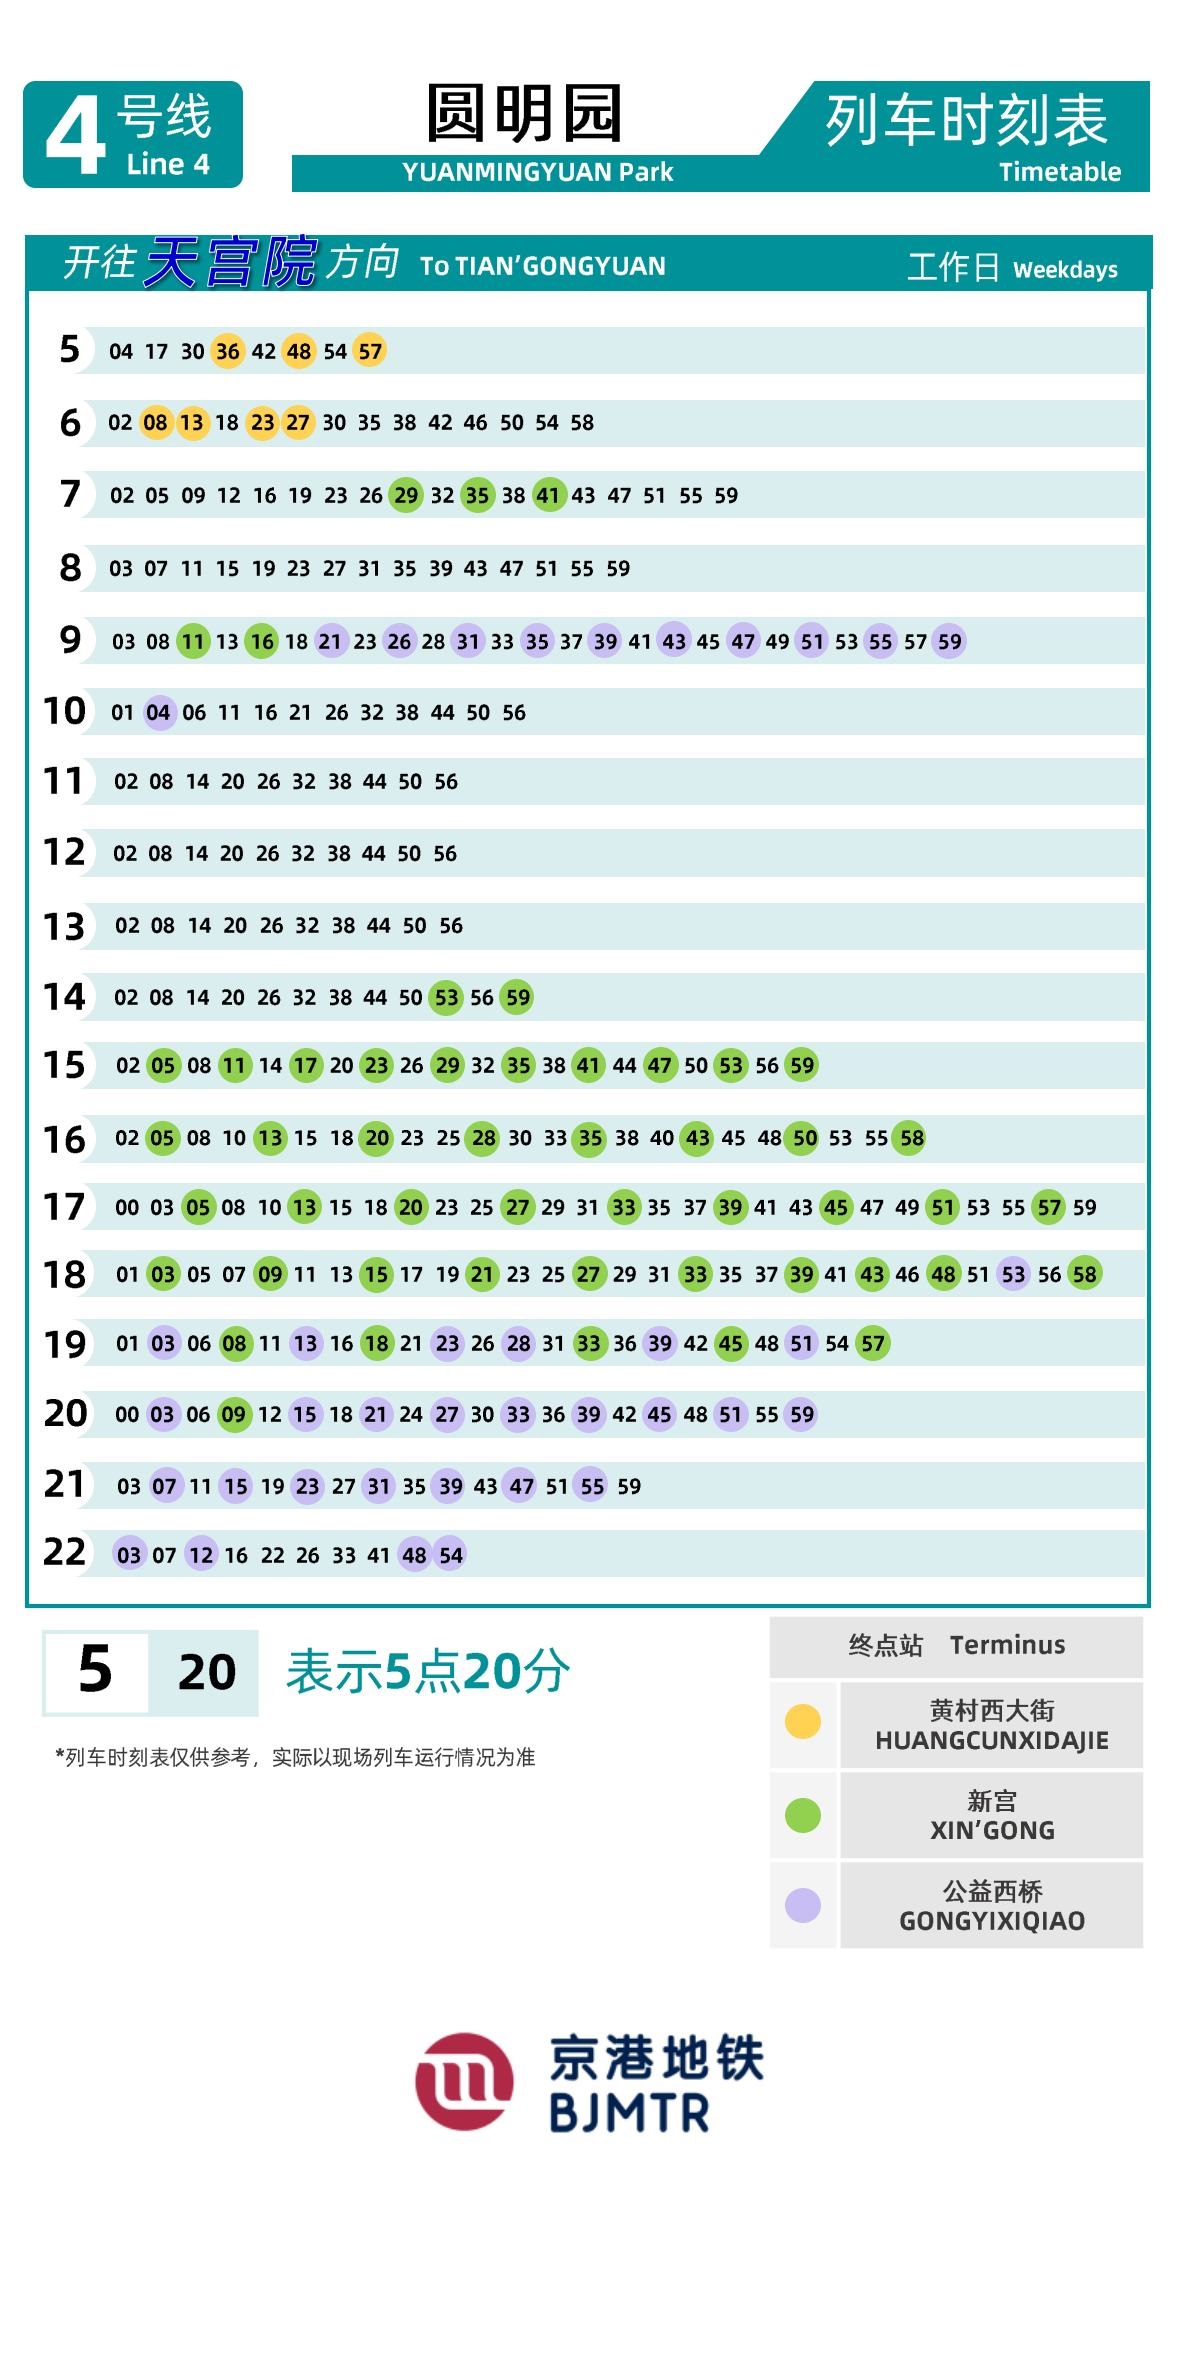 4 号线
Line 4
圆明园
YUANMINGYUAN Park
列车时刻表
Timetable
开往天宫院方向 To TIAN'GONGYUAN
工作日 Weekdays
5 04 17 30 36 42 48 54 57
6 02 08 13 18 23 27 30 35 38 42 46 50 54 58
7 02 05 09 12 16 19 23 26 29 32 35 38 41 43 47 51 55 59
8 03 07 11 15 19 23 27 31 35 39 43 47 51 55 59
9 03 08 11 13 16 18 21 23 26 28 31 33 35 37 39 41 43 45 47 49 51 53 55 57 59
10 01 04 06 11 16 21 26 32 38 44 50 56
11 02 08 14 20 26 32 38 44 50 56
12 02 08 14 20 26 32 38 44 50 56
13 02 08 14 20 26 32 38 44 50 56
14 02 08 14 20 26 32 38 44 50 53 56 59
15 02 05 08 11 14 17 20 23 26 29 32 35 38 41 44 47 50 53 56 59
16 02 05 08 10 13 15 18 20 23 25 28 30 33 35 38 40 43 45 48 50 53 55 58
17 00 03 05 08 10 13 15 18 20 23 25 27 29 31 33 35 37 39 41 43 45 47 49 51 53 55 57 59
18 01 03 05 07 09 11 13 15 17 19 21 23 25 27 29 31 33 35 37 39 41 43 46 48 51 53 56 58
19 01 03 06 08 11 13 16 18 21 23 26 28 31 33 36 39 42 45 48 51 54 57
20 00 03 06 09 12 15 18 21 24 27 30 33 36 39 42 45 48 51 55 59
21 03 07 11 15 19 23 27 31 35 39 43 47 51 55 59
22 03 07 12 16 22 26 33 41 48 54
5 20 表示5点20分
*列车时刻表仅供参考，实际以现场列车运行情况为准
终点站 Terminus
黄村西大街
HUANGCUNXIDAJIE
新宫
XIN'GONG
公益西桥
GONGYIXIQIAO
京港地铁
BJMTR